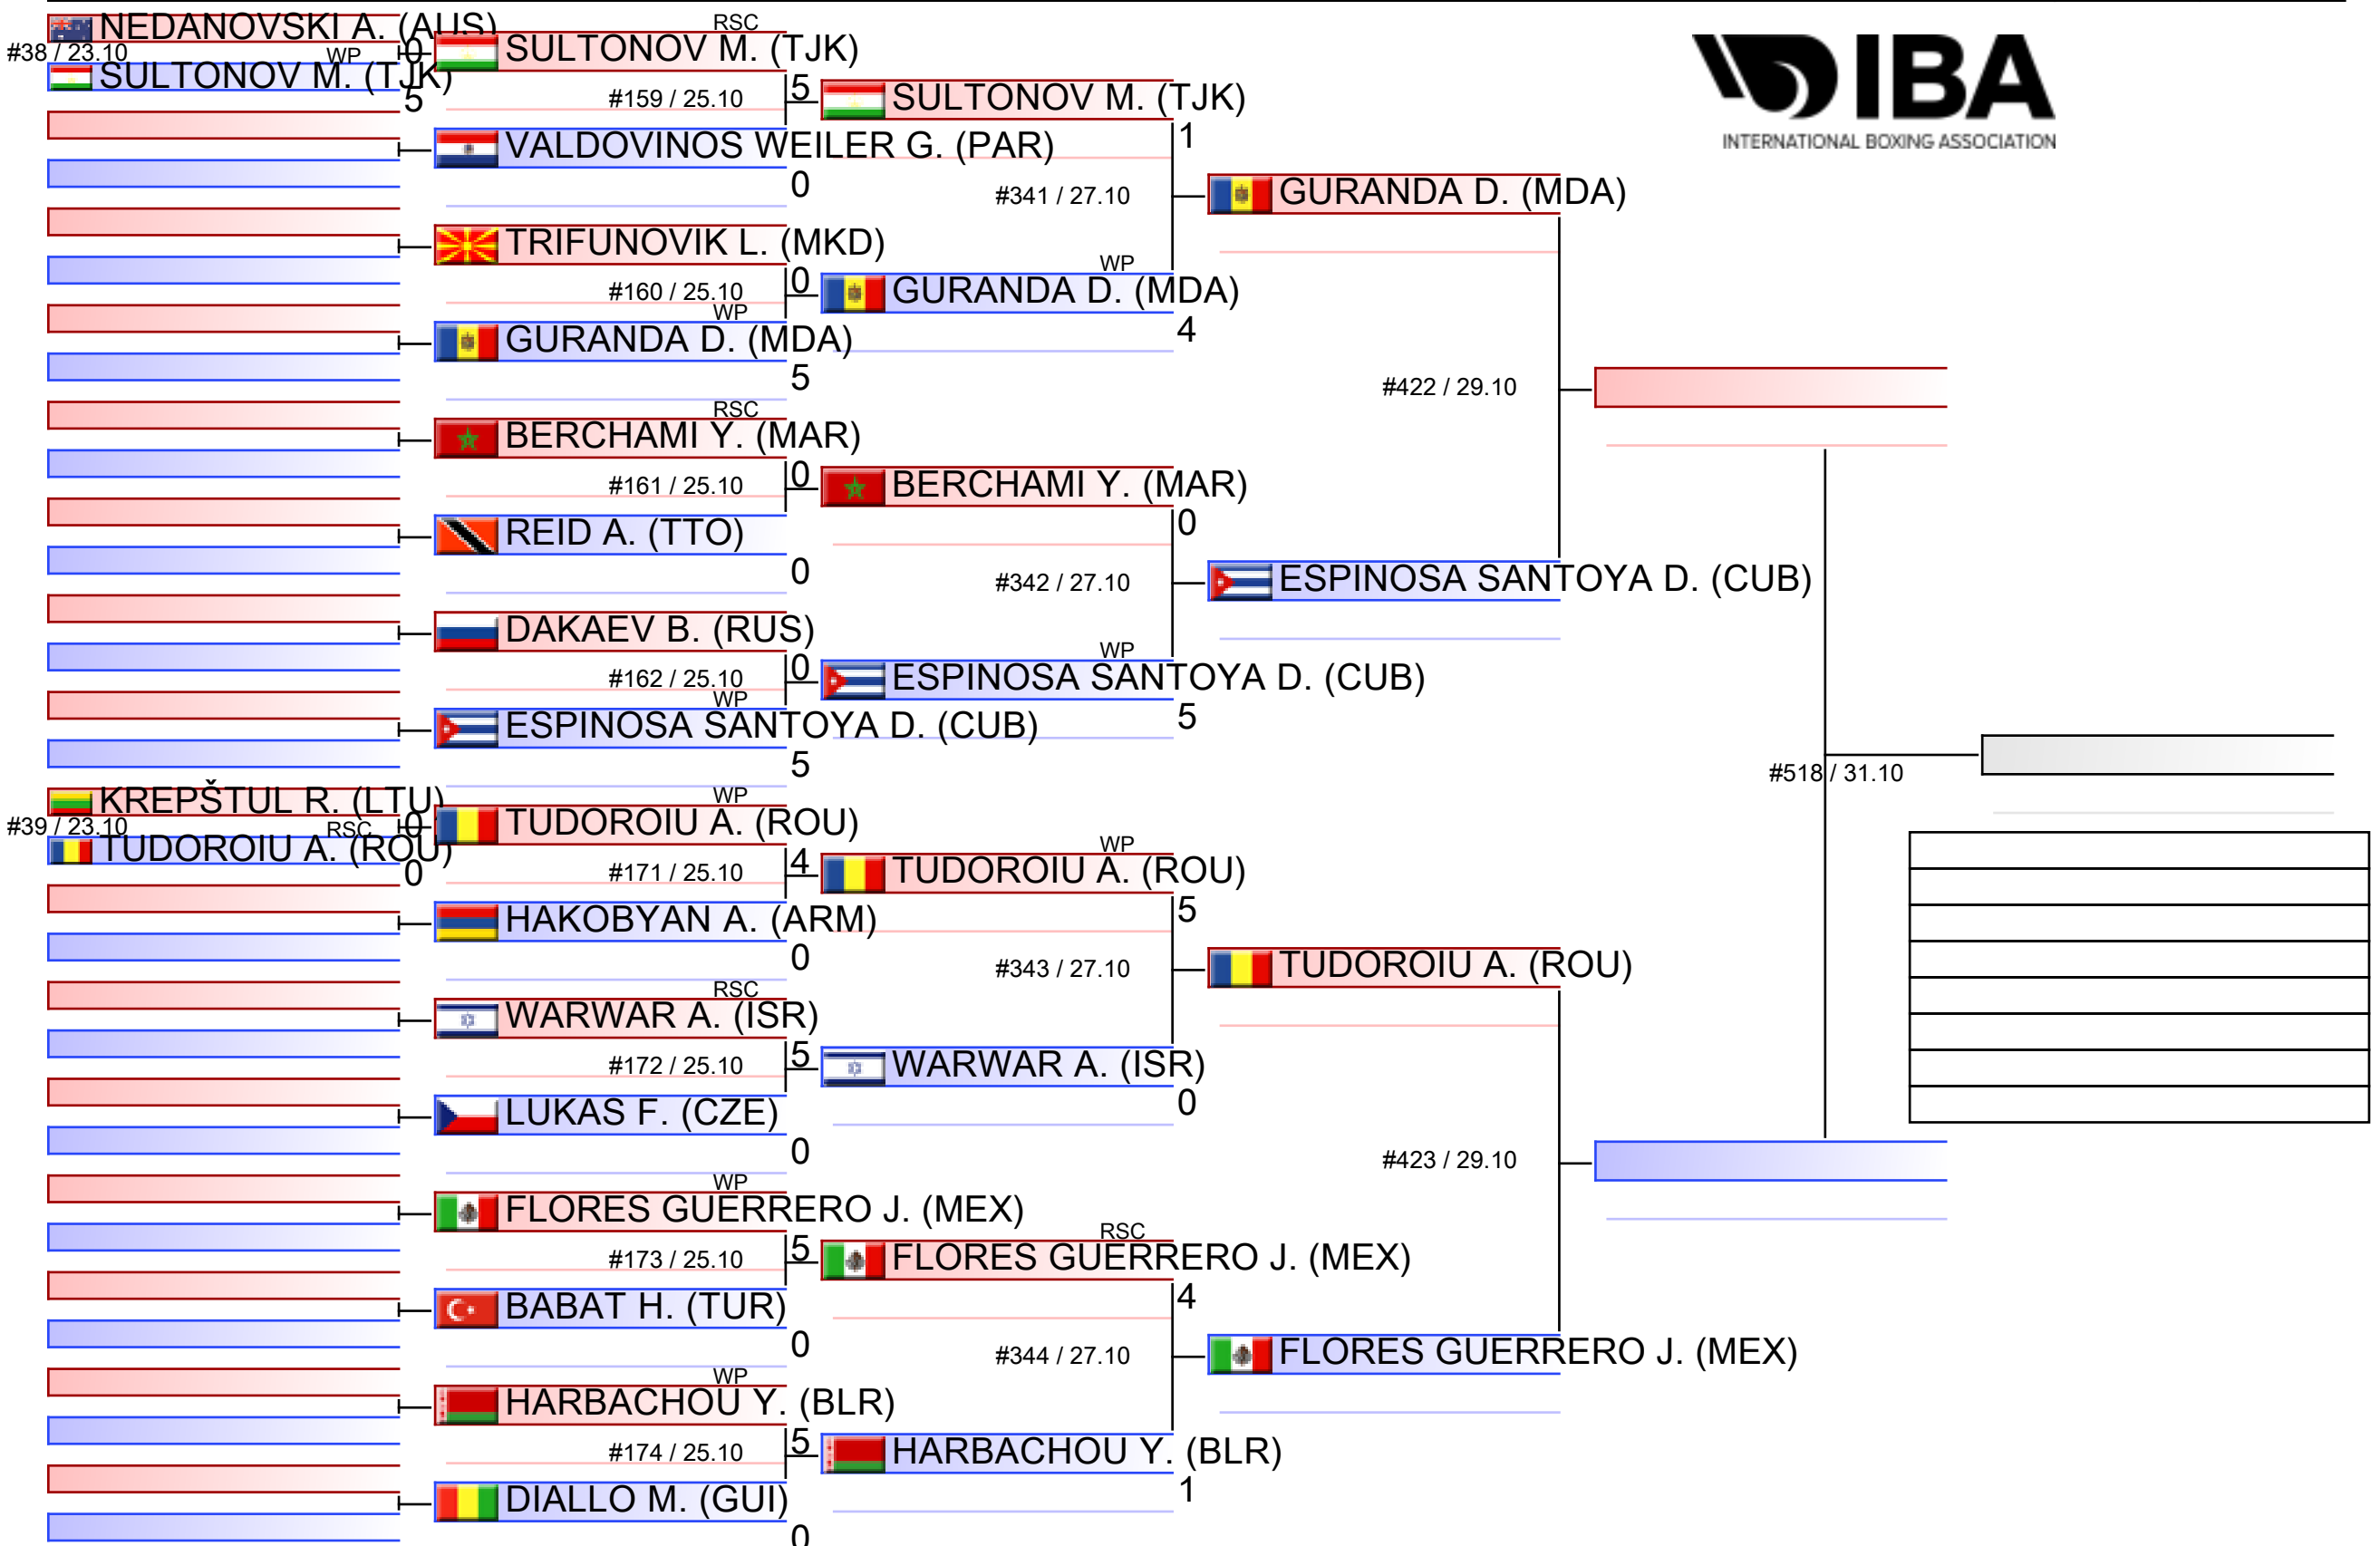 NEDANOVSKI A. (AUS)
#38 / 23.10
WP
0
SULTONOV M. (TJK)
5
RSC
SULTONOV M. (TJK)
5
#159 / 25.10
VALDOVINOS WEILER G. (PAR)
0
TRIFUNOVIK L. (MKD)
0
#160 / 25.10
WP
GURANDA D. (MDA)
5
RSC
BERCHAMI Y. (MAR)
0
#161 / 25.10
REID A. (TTO)
0
DAKAEV B. (RUS)
0
#162 / 25.10
WP
ESPINOSA SANTOYA D. (CUB)
5
KREPŠTUL R. (LTU)
#39 / 23.10
RSC
0
TUDOROIU A. (ROU)
0
WP
TUDOROIU A. (ROU)
4
#171 / 25.10
HAKOBYAN A. (ARM)
0
RSC
WARWAR A. (ISR)
5
#172 / 25.10
LUKAS F. (CZE)
0
WP
FLORES GUERRERO J. (MEX)
5
#173 / 25.10
BABAT H. (TUR)
0
WP
HARBACHOU Y. (BLR)
5
#174 / 25.10
DIALLO M. (GUI)
0
SULTONOV M. (TJK)
1
#341 / 27.10
WP
GURANDA D. (MDA)
4
BERCHAMI Y. (MAR)
0
#342 / 27.10
WP
ESPINOSA SANTOYA D. (CUB)
5
WP
TUDOROIU A. (ROU)
5
#343 / 27.10
WARWAR A. (ISR)
0
RSC
FLORES GUERRERO J. (MEX)
4
#344 / 27.10
HARBACHOU Y. (BLR)
1
GURANDA D. (MDA)
#422 / 29.10
ESPINOSA SANTOYA D. (CUB)
TUDOROIU A. (ROU)
#423 / 29.10
FLORES GUERRERO J. (MEX)
#518 / 31.10
IBA
INTERNATIONAL BOXING ASSOCIATION